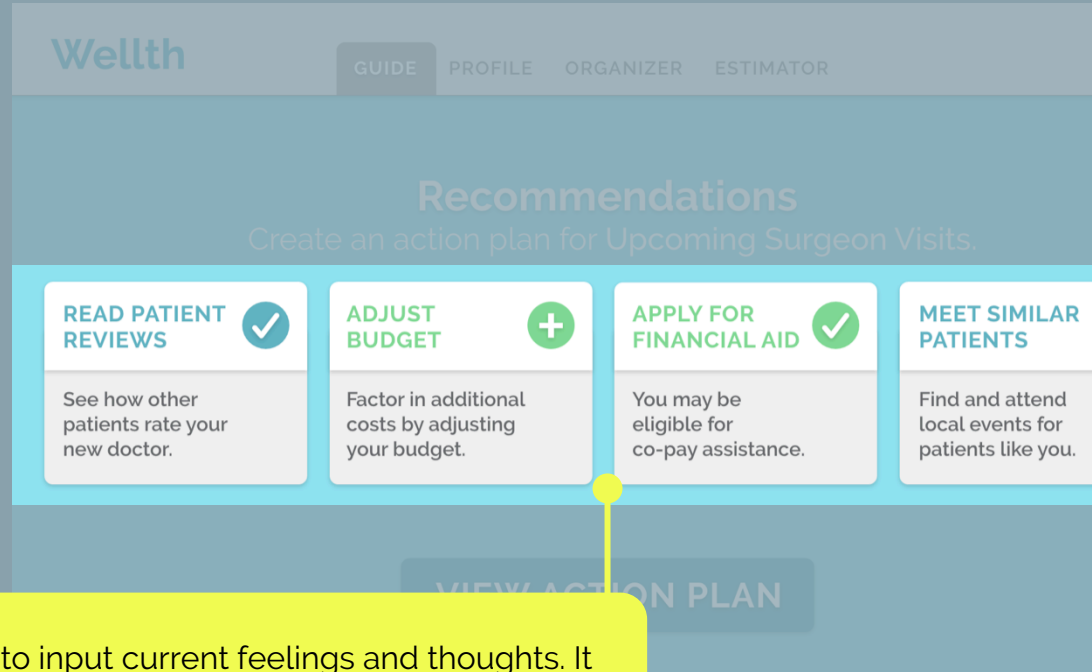 Wellth
GUIDE PROFILE ORGANIZER ESTIMATOR
Recommendations
Create an action plan for Upcoming Surgeon Visits.
READ PATIENT
REVIEWS
See how other
patients rate your
new doctor.
ADJUST
BUDGET
Factor in additional
costs by adjusting
your budget.
APPLY FOR
FINANCIAL AID
You may be
eligible for
co-pay assistance.
MEET SIMILAR
PATIENTS
Find and attend
local events for
patients like you.
VIEW ACTION PLAN
to input current feelings and thoughts. It